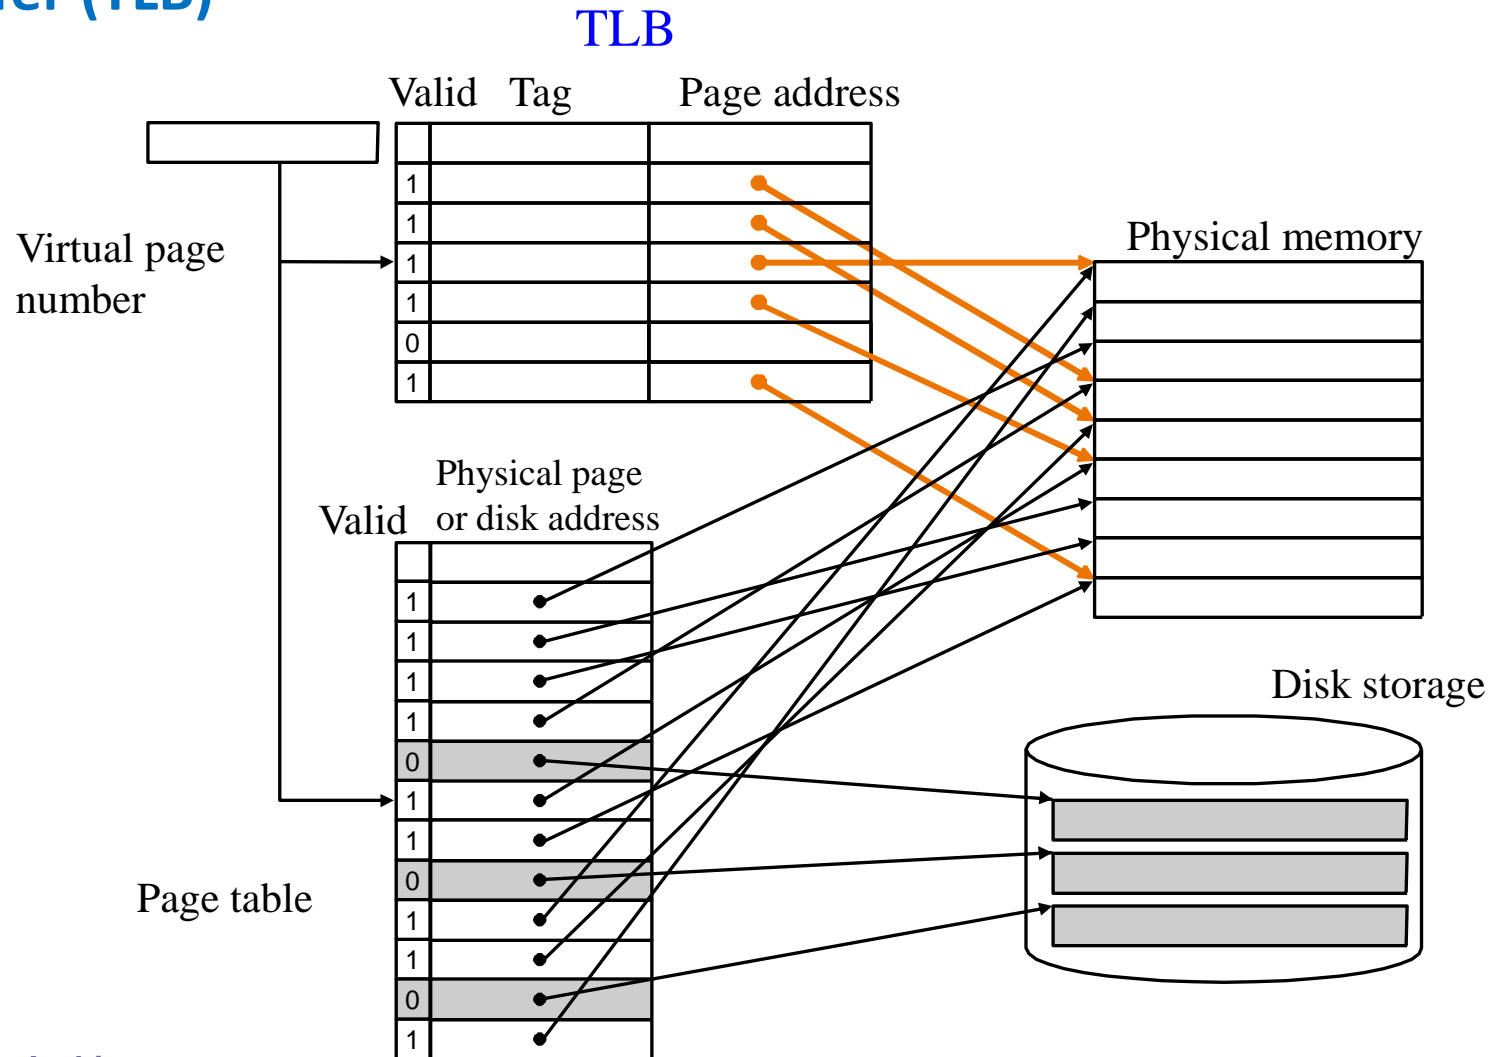 (TLB)
TLB
Valid Tag Page address
1
1
1
1
0
1
Virtual page
number
Physical memory
Physical page
or disk address
Valid
1
1
1
1
0
1
1
0
1
1
0
1
Page table
Disk storage